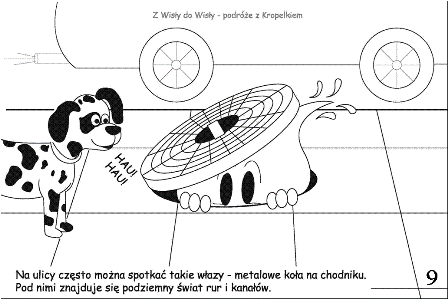 Z Wisły do Wisły - podróże z Kropelkiem
HAU!
HAU!
Na ulicy często można spotkać takie włazy - metalowe koła na chodniku.
Pod nimi znajduje się podziemny świat rur i kanałów.
9